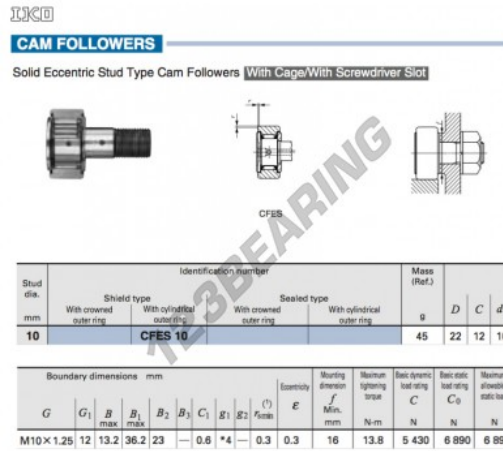 IKO
CAM FOLLOWERS
Solid Eccentric Stud Type Cam Followers With Cage/With Screwdriver Slot
r
r
f
CFES
123BEARING
Stud dia. mm
Identification number
Mass (Ref.) g
Shield type
Sealed type
With crowned outer ring
With cylindrical outer ring
With crowned outer ring
With cylindrical outer ring
D C
10 CFES 10 45 22 12
Boundary dimensions mm
G G1 B max B1 max B2 B3 C1 g1 g2 (1) rs min
Eccentricity ε
Mounting dimension f Min. mm
Maximum tightening torque N-m
Basic dynamic load rating C N
Basic static load rating C0 N
N
M10×1.25 12 13.2 36.2 23 — 0.6 *4 — 0.3 0.3 16 13.8 5 430 6 890